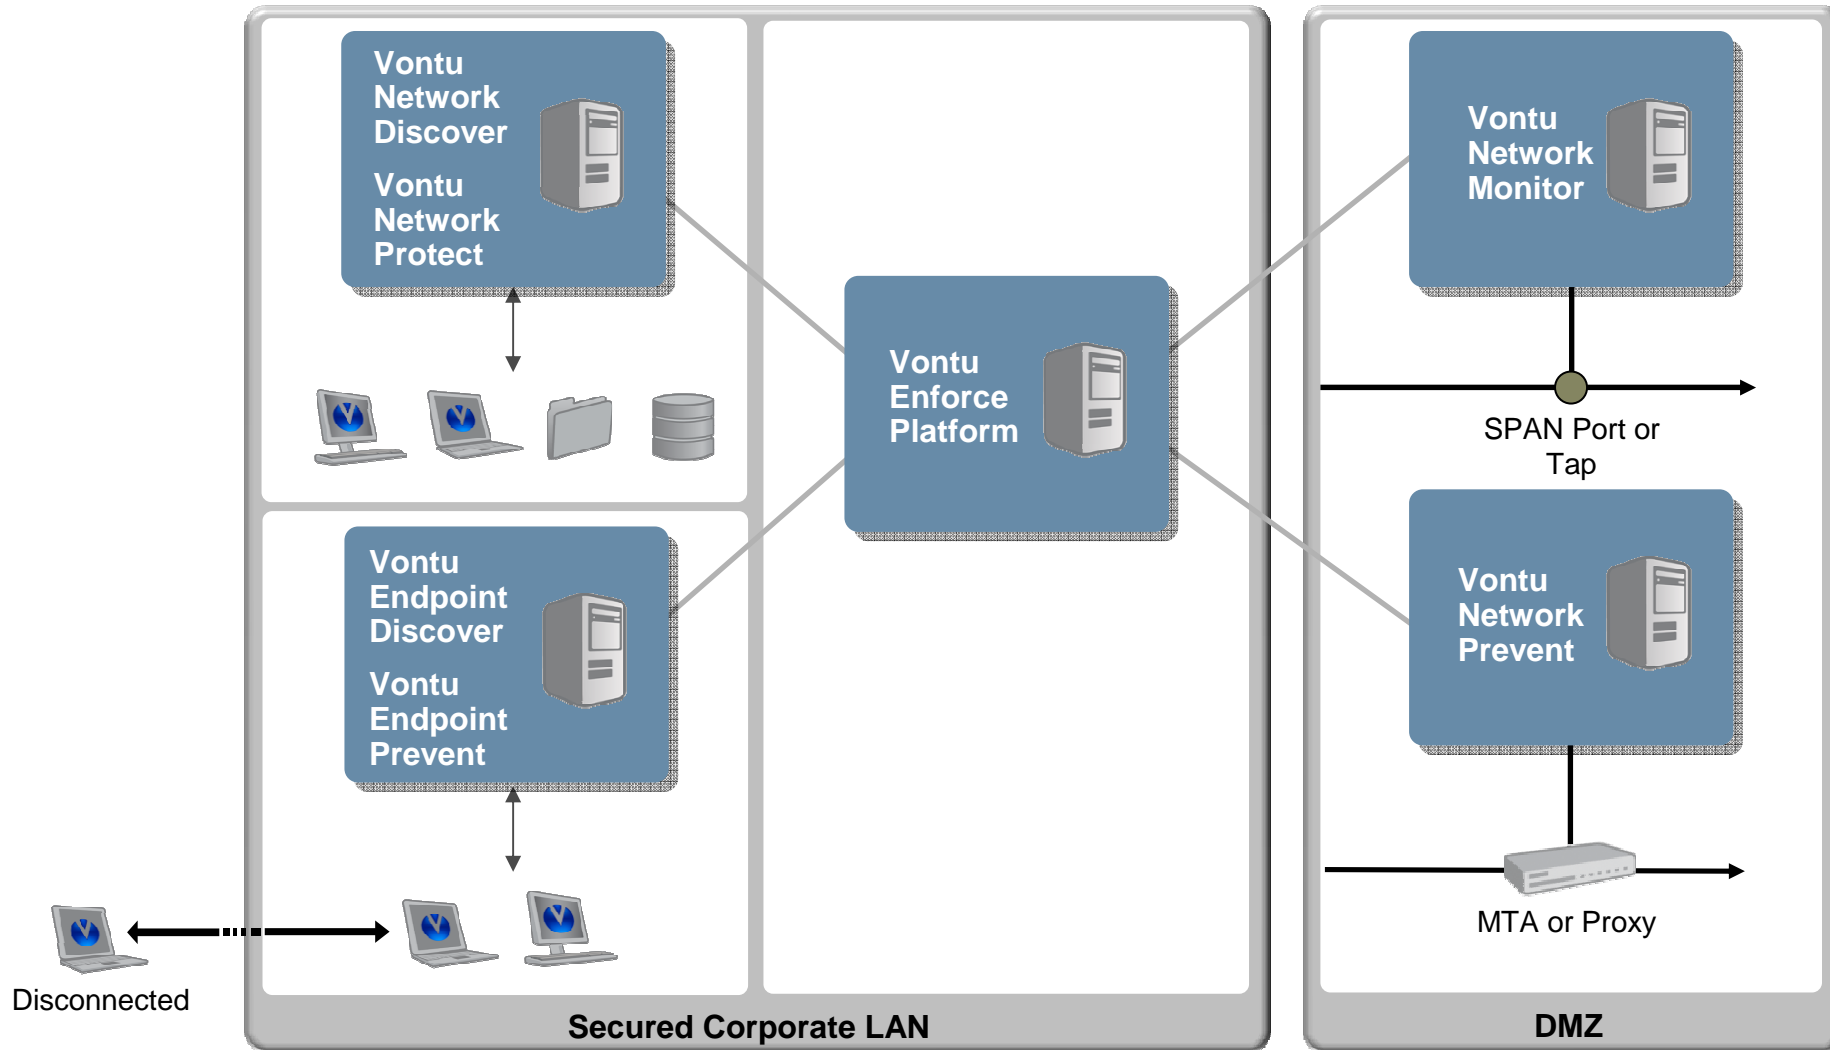 Vontu
Network
Discover
Vontu
Network
Protect
Vontu
Endpoint
Discover
Vontu
Endpoint
Prevent
Disconnected
Vontu
Enforce
Platform
Secured Corporate LAN
Vontu
Network
Monitor
SPAN Port or
Tap
Vontu
Network
Prevent
MTA or Proxy
DMZ